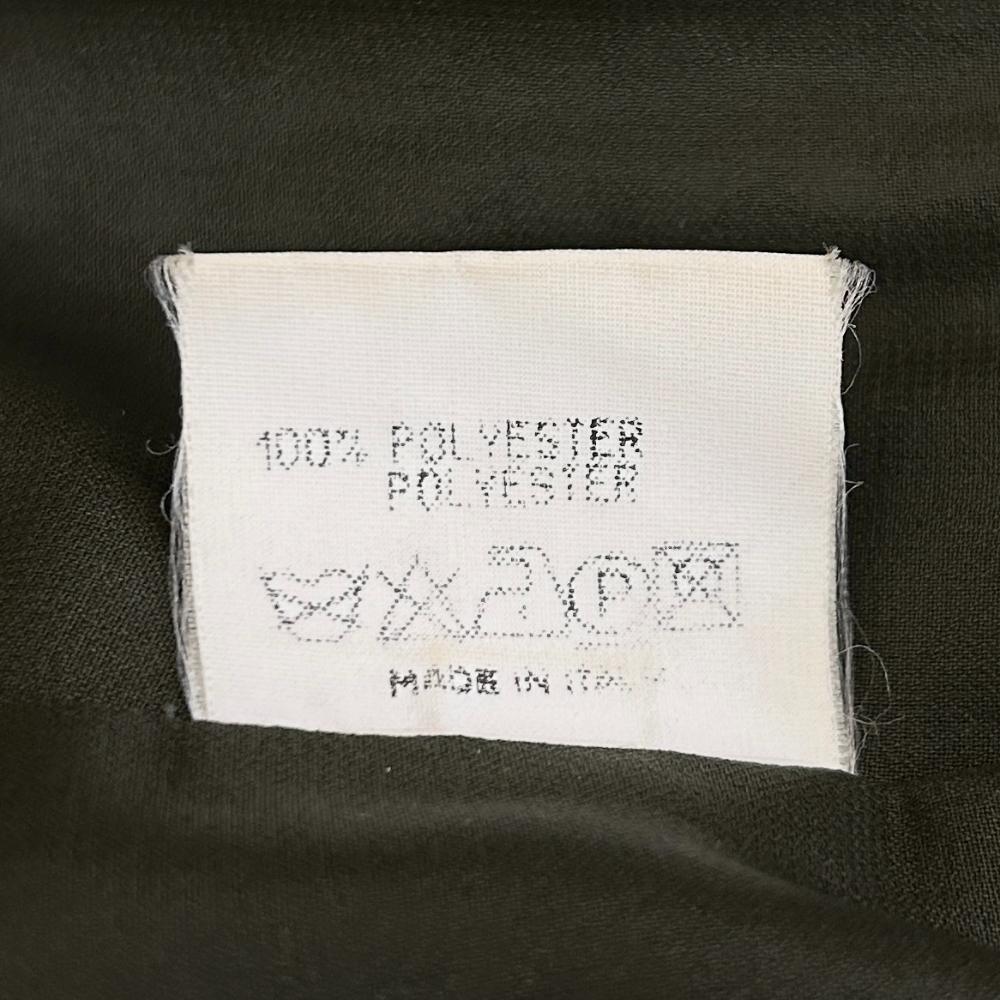 100% POLYESTER
POLYESTER
P
MADE IN ITALY